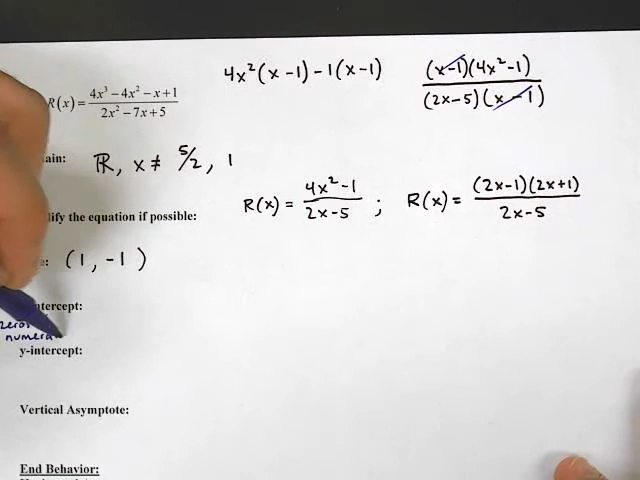 4x²(x-1)-1(x-1)
(x-1)(4x²-1)
(2x-5)(x-1)
R(x) = 4x³ - 4x² - x + 1
2x² - 7x + 5
ain: ℝ, x ≠ 5/2, 1
ify the equation if possible:
R(x) = 4x²-1 / 2x-5 ; R(x) = (2x-1)(2x+1) / 2x-5
e: (1, -1)
tercept:
zeros
numera
y-intercept:
Vertical Asymptote:
End Behavior: